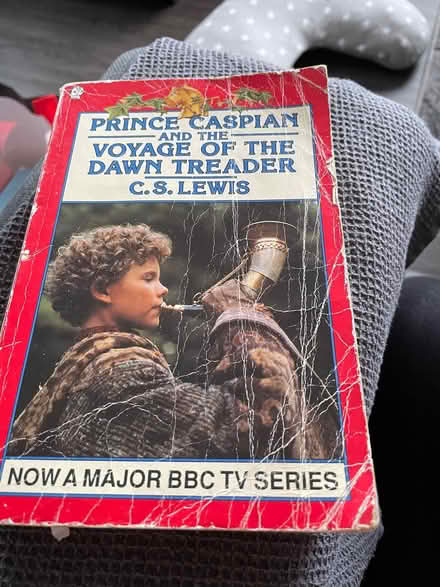 PRINCE CASPIAN
AND THE
VOYAGE OF THE
DAWN TREADER
C.S. LEWIS
NOW A MAJOR BBC TV SERIES